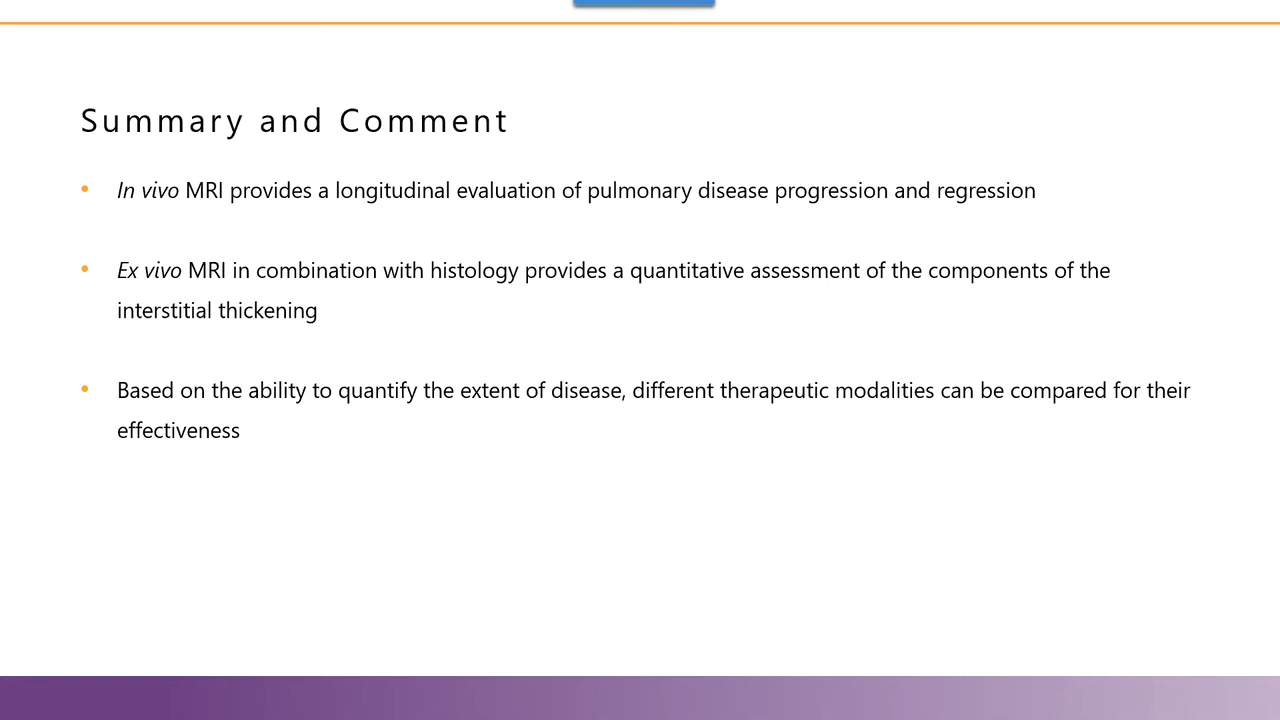 Summary and Comment
• In vivo MRI provides a longitudinal evaluation of pulmonary disease progression and regression
• Ex vivo MRI in combination with histology provides a quantitative assessment of the components of the
interstitial thickening
• Based on the ability to quantify the extent of disease, different therapeutic modalities can be compared for their
effectiveness